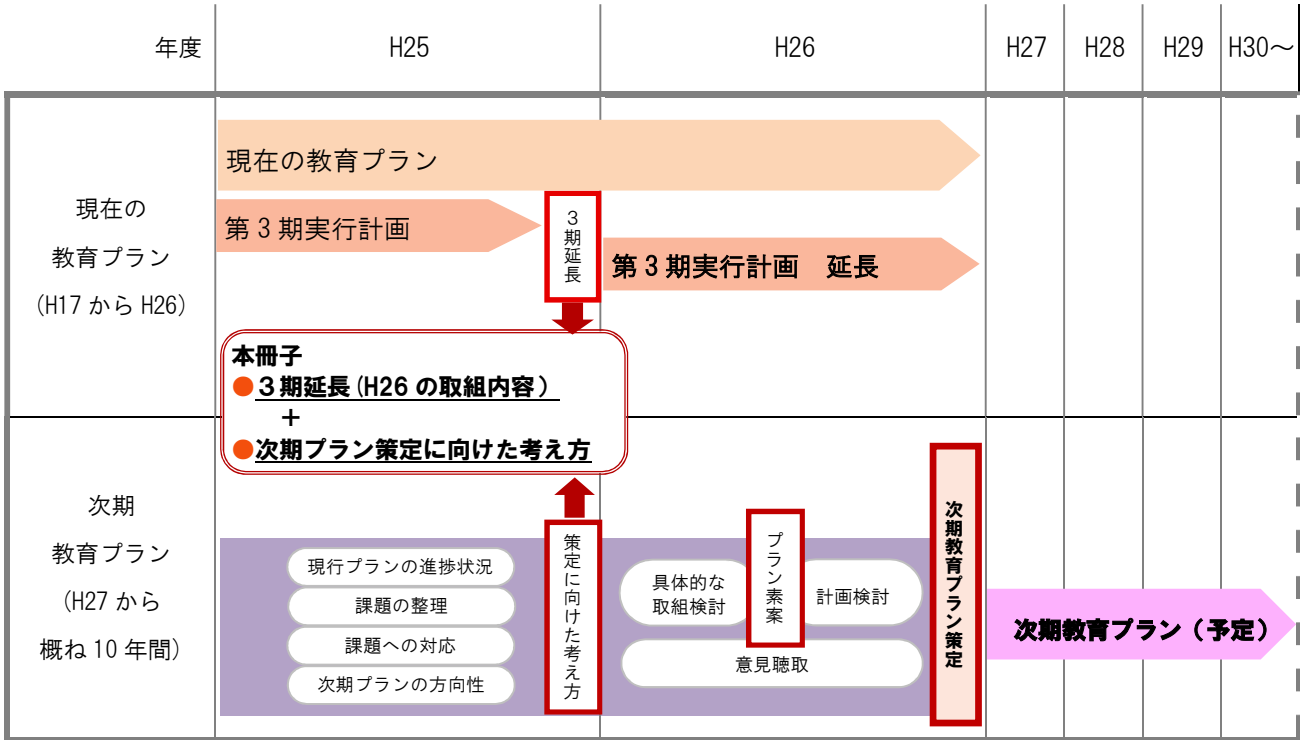 年度
H25
H26
H27
H28
H29
H30～
現在の
教育プラン
（H17 から H26）
現在の教育プラン
第３期実行計画
３期延長
第３期実行計画　延長
本冊子
●３期延長（H26 の取組内容）
＋
●次期プラン策定に向けた考え方
次期
教育プラン
（H27 から
概ね 10 年間）
現行プランの進捗状況
課題の整理
課題への対応
次期プランの方向性
策定に向けた考え方
具体的な
取組検討
プラン素案
計画検討
意見聴取
次期教育プラン策定
次期教育プラン（予定）